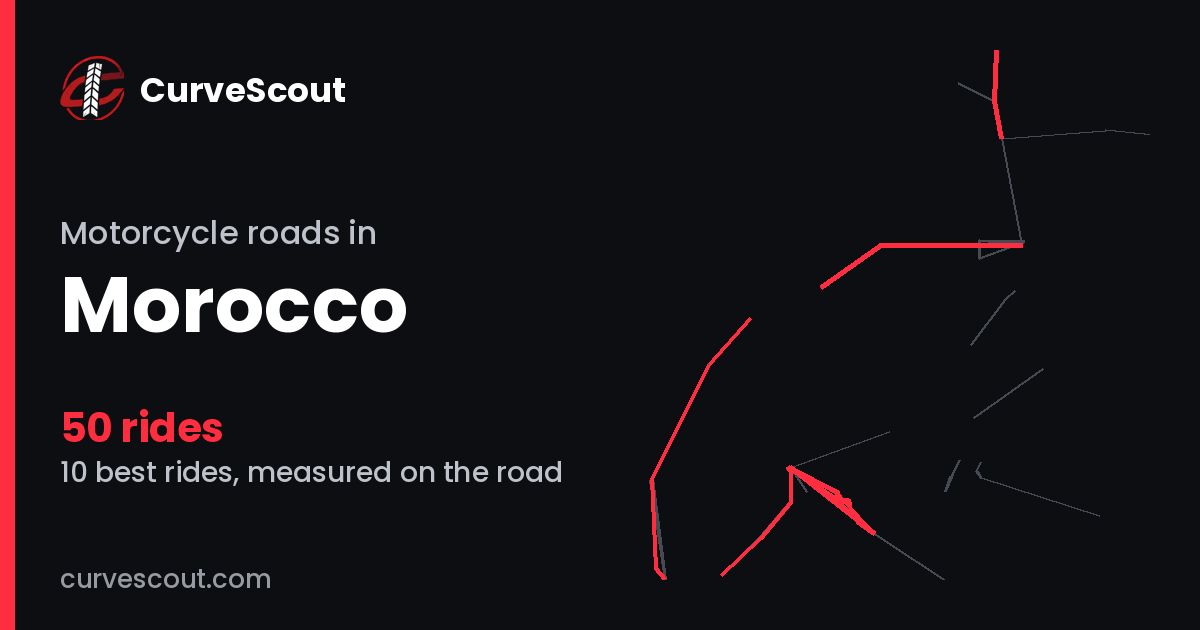 CurveScout
Motorcycle roads in
Morocco
50 rides
10 best rides, measured on the road
curvescout.com